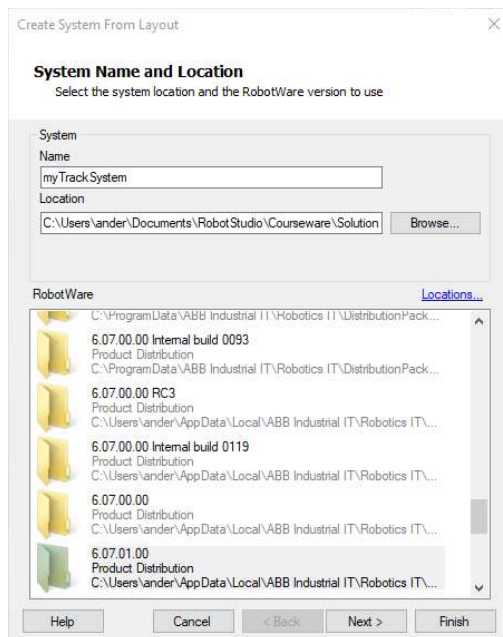 Create System From Layout
System Name and Location
Select the system location and the RobotWare version to use
System
Name
myTrackSystem
Location
C:\Users\ander\Documents\RobotStudio\Courseware\Solution
Browse...
RobotWare
Locations...
C:\ProgramData\ABB Industrial IT\Robotics IT\DistributionPack...
6.07.00.00 Internal build 0093
Product Distribution
C:\ProgramData\ABB Industrial IT\Robotics IT\DistributionPack...
6.07.00.00 RC3
Product Distribution
C:\Users\ander\AppData\Local\ABB Industrial IT\Robotics IT\...
6.07.00.00 Internal build 0119
Product Distribution
C:\Users\ander\AppData\Local\ABB Industrial IT\Robotics IT\...
6.07.00.00
Product Distribution
C:\Users\ander\AppData\Local\ABB Industrial IT\Robotics IT\...
6.07.01.00
Product Distribution
C:\Users\ander\AppData\Local\ABB Industrial IT\Robotics IT\...
Help
Cancel
< Back
Next >
Finish